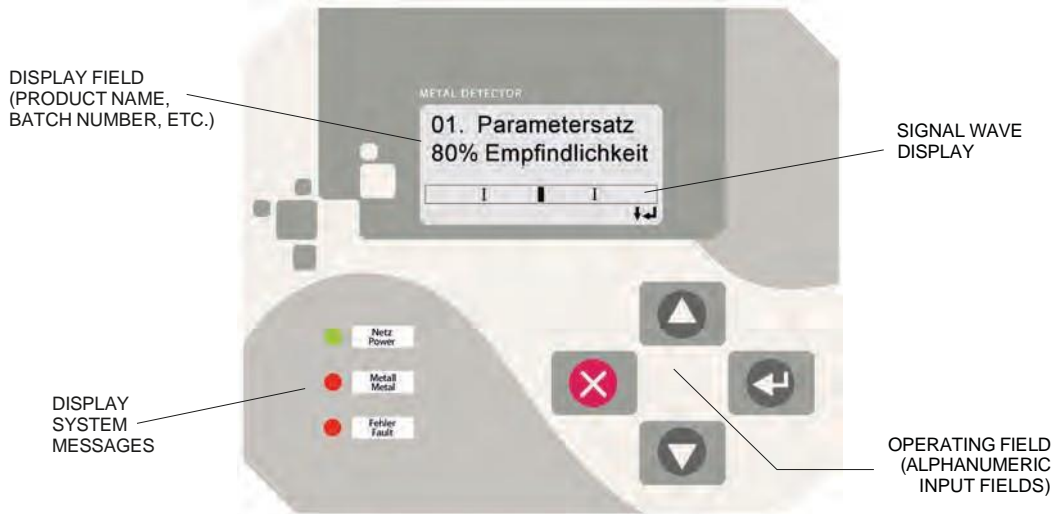 DISPLAY FIELD
(PRODUCT NAME,
BATCH NUMBER, ETC.)
METAL DETECTOR
01. Parametersatz
80% Empfindlichkeit
SIGNAL WAVE
DISPLAY
Netz
Power
Metall
Metal
Fehler
Fault
DISPLAY
SYSTEM
MESSAGES
OPERATING FIELD
(ALPHANUMERIC
INPUT FIELDS)